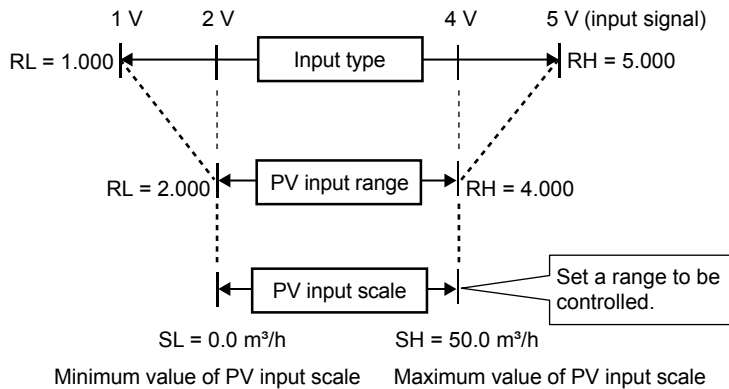 1 V 2 V 4 V 5 V (input signal)
RL = 1.000 Input type RH = 5.000
RL = 2.000 PV input range RH = 4.000
PV input scale Set a range to be
controlled.
SL = 0.0 m³/h SH = 50.0 m³/h
Minimum value of PV input scale Maximum value of PV input scale